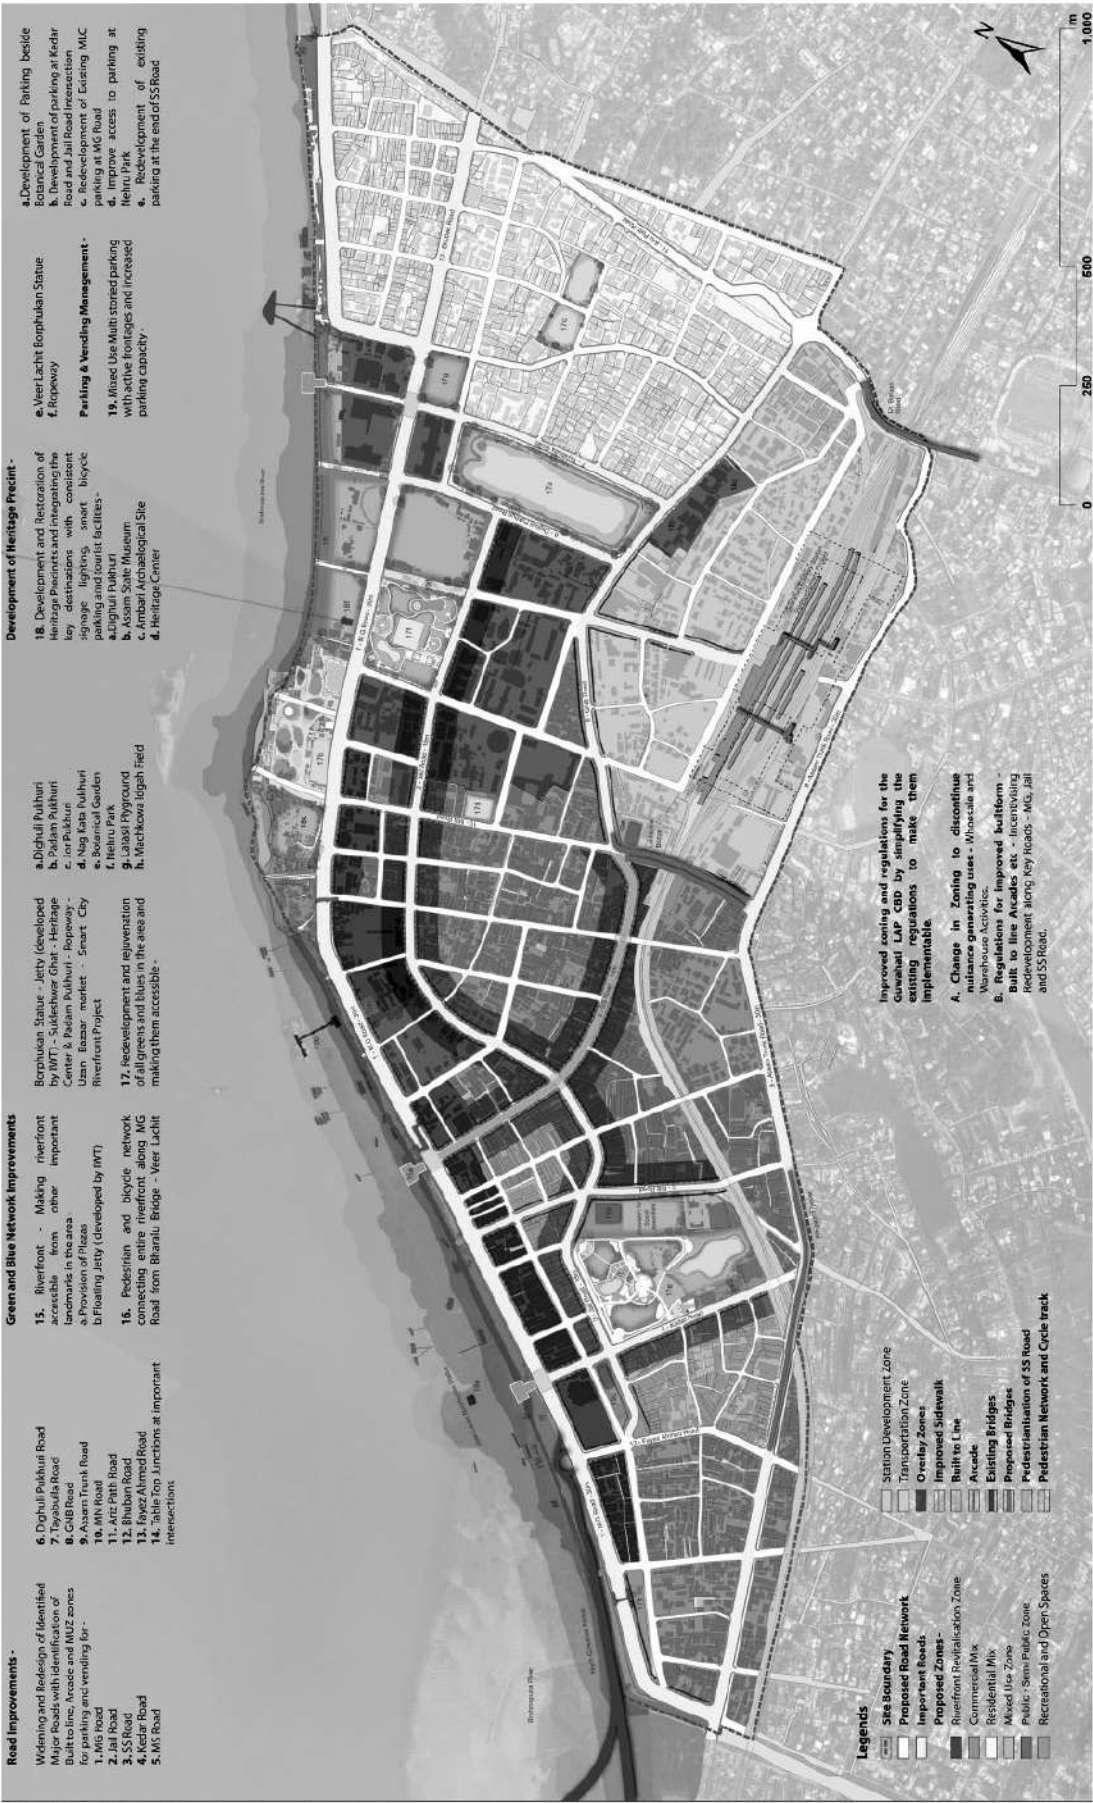 Road Improvements -
Widening and Redesign of Identified
Major Roads with identification of
Built to line, Arcade and MUZ zones
for parking and vending for -
1. MG Road
2. Jail Road
3. SS Road
4. Kedar Road
5. MS Road
6. Dighuli Pukhuri Road
7. Tayabulla Road
8. GNB Road
9. Assam Trunk Road
10. MN Road
11. Ariz Path Road
12. Bhuban Road
13. Fayez Ahmed Road
14. Table Top Junctions at important
intersections
Green and Blue Network Improvements
15. Riverfront - Making riverfront
accessible from other important
landmarks in the area -
a.Provision of Plazas
b.Floating Jetty (developed by IWT)
16. Pedestrian and bicycle network
connecting entire riverfront along MG
Road from Bharalu Bridge - Veer Lachit
Borphukan Statue - Jetty (developed
by IWT) - Sukleshwar Ghat - Heritage
Center & Padam Pukhuri - Ropeway -
Uzan Bazaar market - Smart City
Riverfront Project
17. Redevelopment and rejuvenation
of all greens and blues in the area and
making them accessible -
a.Dighuli Pukhuri
b. Padam Pukhuri
c. Jor Pukhuri
d. Nag Kata Pukhuri
e. Botanical Garden
f. Nehru Park
g. Latasil Plyground
h. Machkowa Idgah Field
Development of Heritage Precint -
18. Development and Restoration of
Heritage Precincts and integrating the
key destinations with consistent
signage lighting, smart bicycle
parking amd tourist facilities -
a.Dighuli Pukhuri
b. Assam State Museum
c. Ambari Archaelogical Site
d. Heritage Center
e. Veer Lachit Borphukan Statue
f. Ropeway
Parking & Vending Management -
19. Mixed Use Multi storied parking
with active frontages and increased
parking capacity -
a.Development of Parking beside
Botanical Garden
b. Development of parking at Kedar
Road and Jail Road Intersection
c. Redevelopment of Existing MLC
parking at MG Road
d. Improve access to parking at
Nehru Park
e. Redevelopment of existing
parking at the end of SS Road
N
17b
17f
17g
17c
17a
18f
Legends
Site Boundary
Proposed Road Network
Important Roads
Proposed Zones -
Riverfront Revitalisation Zone
Commercial Mix
Residential Mix
Mixed Use Zone
Public - Semi Public Zone
Recreational and Open Spaces
Station Development Zone
Transportation Zone
Overlay Zones
Improved Sidewalk
Built to Line
Arcade
Existing Bridges
Proposed Bridges
Pedestrianisation of SS Road
Pedestrian Network and Cycle track
Improved zoning and regulations for the
Guwahati LAP CBD by simplifying the
existing regulations to make them
implementable.
A. Change in Zoning to discontinue
nuisance generating uses - Wholesale and
Warehouse Activities.
B. Regulations for improved builtform -
Built to line Arcades etc - Incentivising
Redevelopment along Key Roads - MG, Jail
and SS Road.
0 250 500 1,000
m